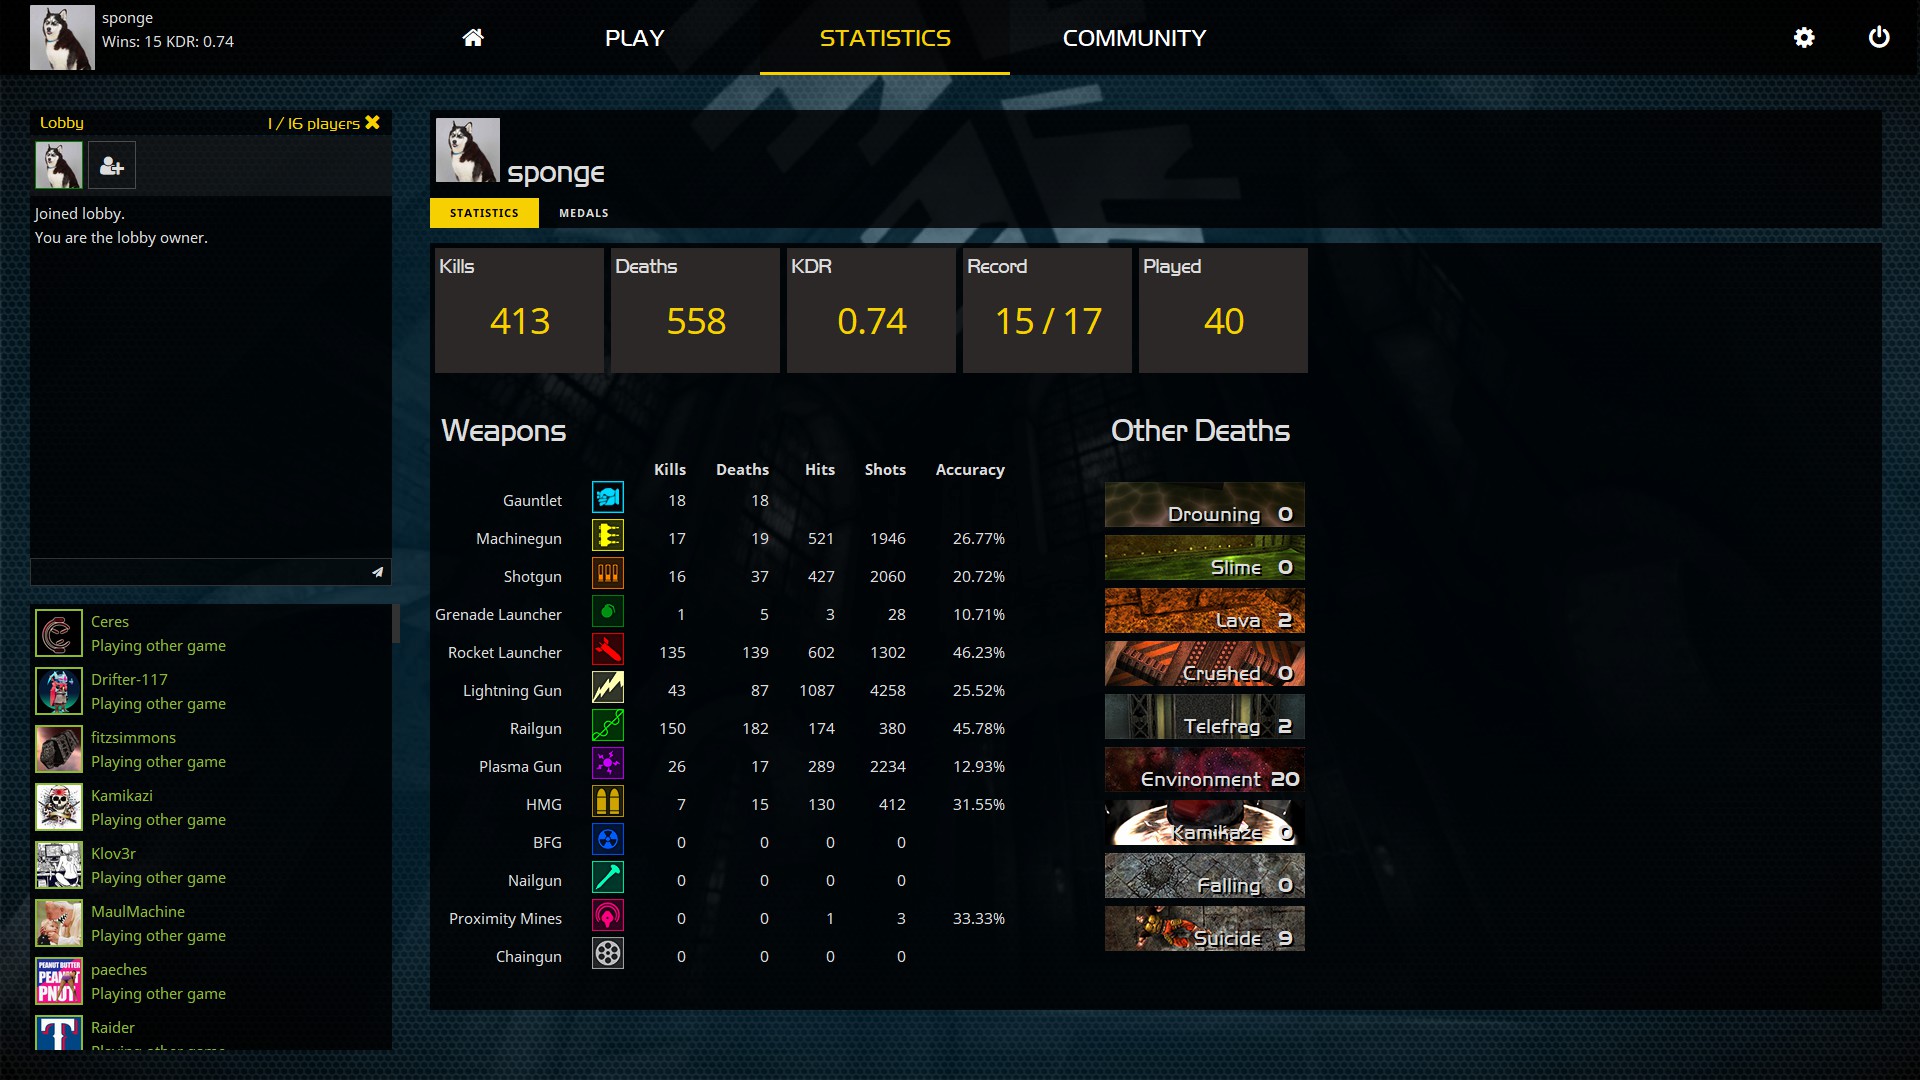 sponge
Wins: 15 KDR: 0.74
PLAY
STATISTICS
COMMUNITY
Lobby
1 / 16 players
Joined lobby.
You are the lobby owner.
Ceres
Playing other game
Drifter-117
Playing other game
fitzsimmons
Playing other game
Kamikazi
Playing other game
Klov3r
Playing other game
MaulMachine
Playing other game
PEANUT BUTTER
paeches
Playing other game
Raider
Playing other game
sponge
STATISTICS
MEDALS
Kills
413
Deaths
558
KDR
0.74
Record
15 / 17
Played
40
Weapons
Kills Deaths Hits Shots Accuracy
Gauntlet 18 18
Machinegun 17 19 521 1946 26.77%
Shotgun 16 37 427 2060 20.72%
Grenade Launcher 1 5 3 28 10.71%
Rocket Launcher 135 139 602 1302 46.23%
Lightning Gun 43 87 1087 4258 25.52%
Railgun 150 182 174 380 45.78%
Plasma Gun 26 17 289 2234 12.93%
HMG 7 15 130 412 31.55%
BFG 0 0 0 0
Nailgun 0 0 0 0
Proximity Mines 0 0 1 3 33.33%
Chaingun 0 0 0 0
Other Deaths
Drowning 0
Slime 0
Lava 2
Crushed 0
Telefrag 2
Environment 20
Kamikaze 0
Falling 0
Suicide 9